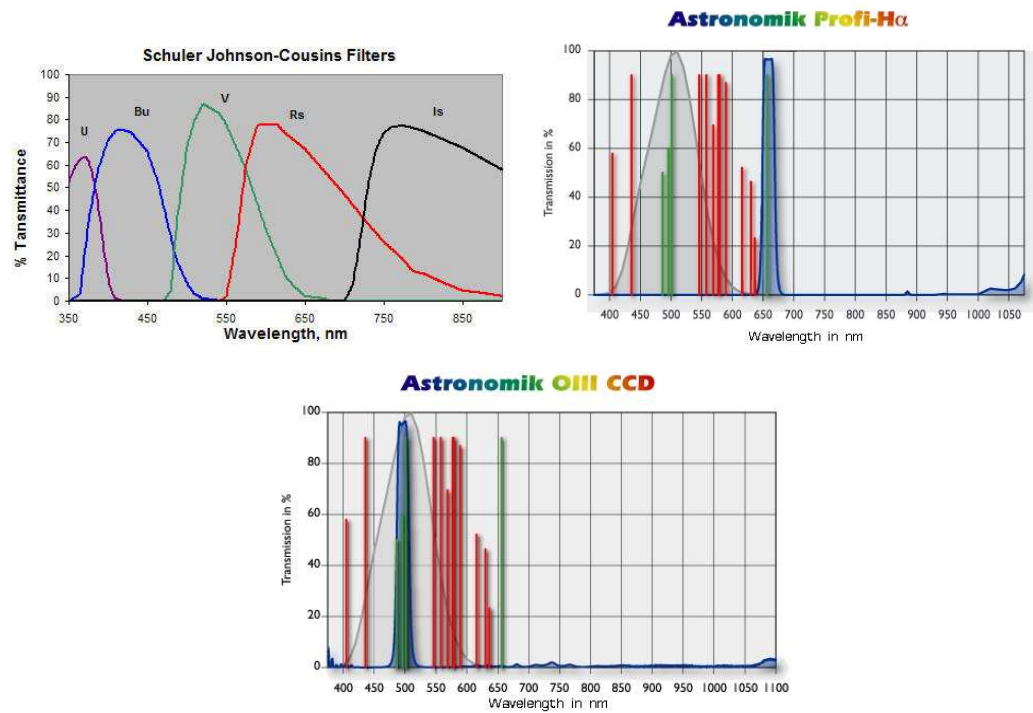 Schuler Johnson-Cousins Filters
100
90
80
70
60
50
40
30
20
10
0
% Tansmittance
U
Bu
V
Rs
Is
350 450 550 650 750 850
Wavelength, nm
Astronomik Profi-Hα
100
80
60
40
20
Transmission in %
400 450 500 550 600 650 700 750 800 850 900 950 1000 1050
Wavelength in nm
Astronomik OIII CCD
100
80
60
40
20
0
Transmission in %
400 450 500 550 600 650 700 750 800 850 900 950 1000 1050 1100
Wavelength in nm